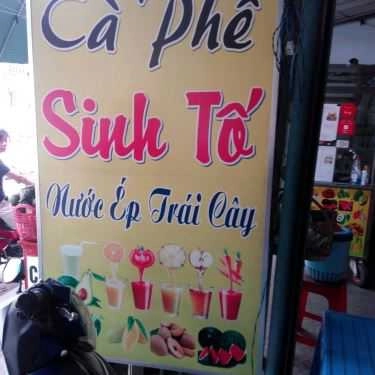 Cà Phê
Sinh Tố
Nước Ép Trái Cây